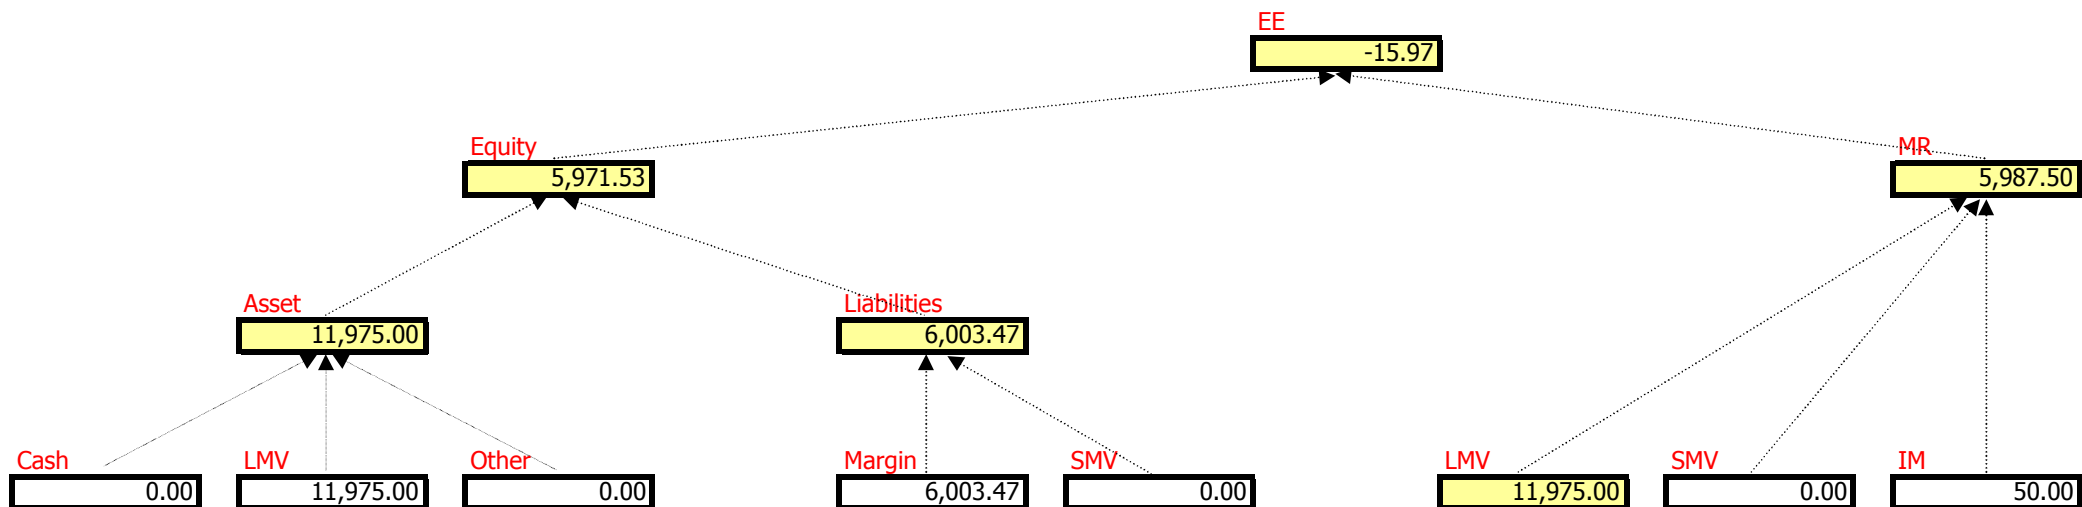 EE
-15.97
Equity
MR
5,971.53
5,987.50
Asset
Liabilities
11,975.00
6,003.47
Cash
LMV
Other
Margin
SMV
LMV
SMV
IM
0.00
11,975.00
0.00
6,003.47
0.00
11,975.00
0.00
50.00